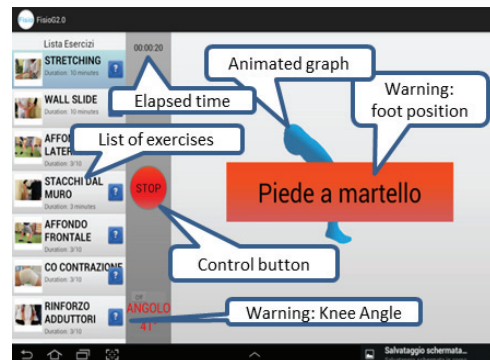 Fisio
FisioG2.0
Lista Esercizi
00:00:20
STRETCHING
Duration: 10 minutes
?
WALL SLIDE
Duration: 10 minutes
?
AFFO
LATER
Duration: 3/10
STACCHI DAL
MURO
Duration: 3 minutes
?
AFFONDO
FRONTALE
Duration: 3/10
?
CO CONTRAZIONE
Duration: 3/10
?
RINFORZO
ADDUTTORI
Duration: 3/10
?
Elapsed time
List of exercises
STOP
Control button
Off
ANGOLO
41°
Warning: Knee Angle
Animated graph
Warning:
foot position
Piede a martello
Salvataggio schermata...